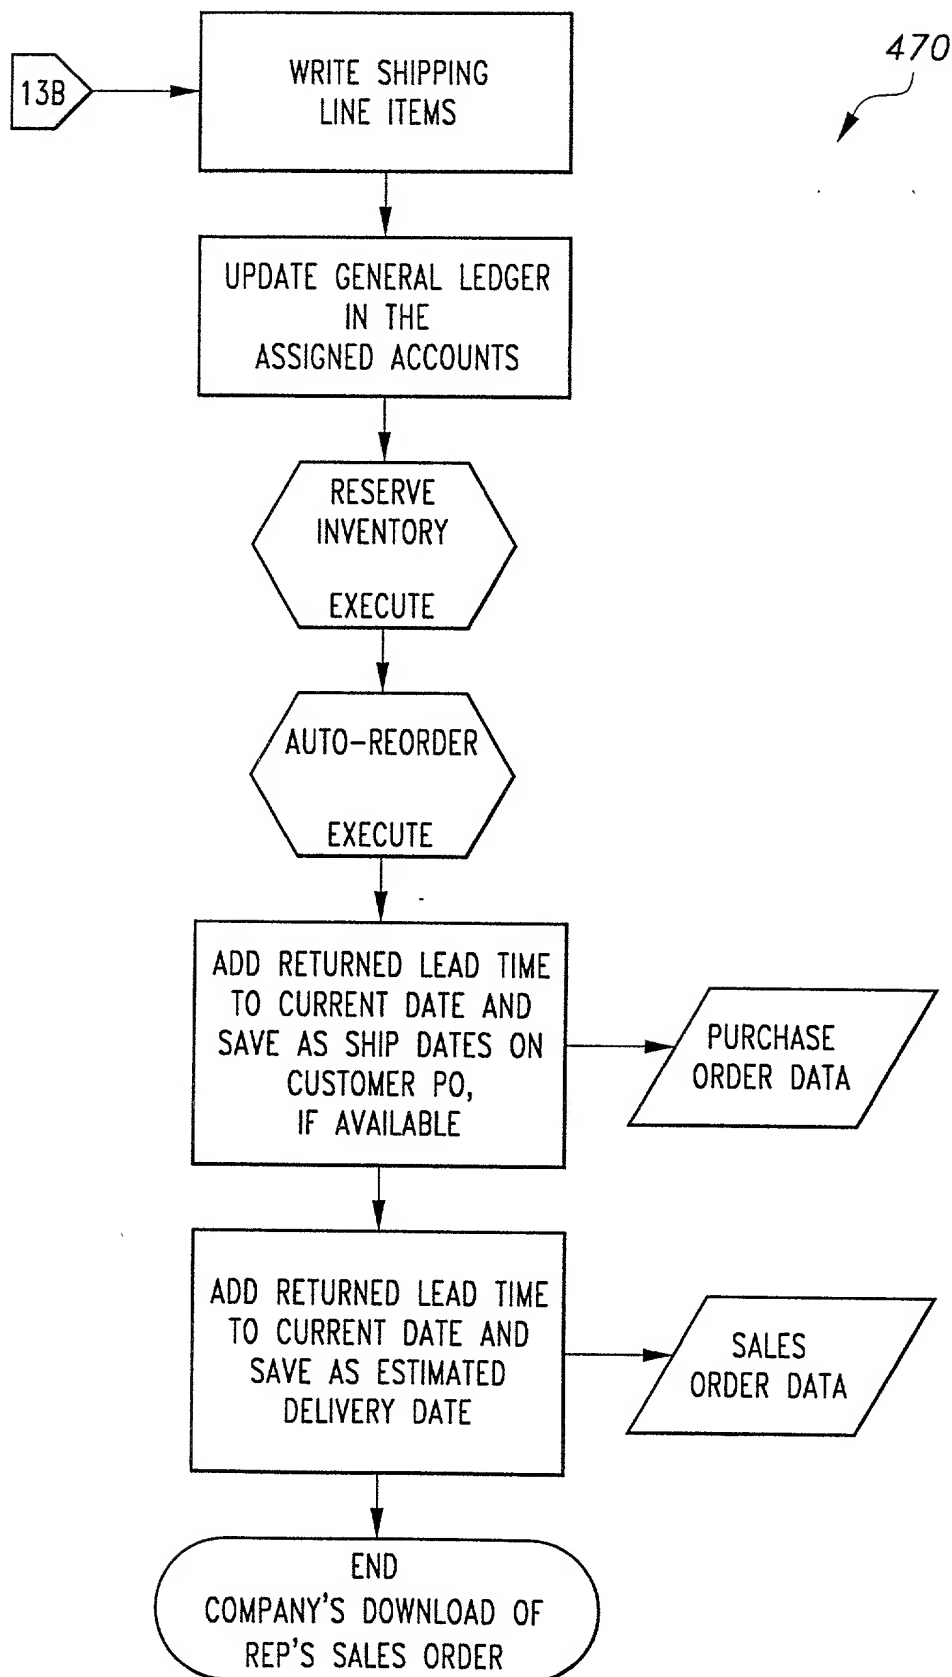 470
13B
WRITE SHIPPING
LINE ITEMS
UPDATE GENERAL LEDGER
IN THE
ASSIGNED ACCOUNTS
RESERVE
INVENTORY
EXECUTE
AUTO-REORDER
EXECUTE
ADD RETURNED LEAD TIME
TO CURRENT DATE AND
SAVE AS SHIP DATES ON
CUSTOMER PO,
IF AVAILABLE
PURCHASE
ORDER DATA
ADD RETURNED LEAD TIME
TO CURRENT DATE AND
SAVE AS ESTIMATED
DELIVERY DATE
SALES
ORDER DATA
END
COMPANY'S DOWNLOAD OF
REP'S SALES ORDER